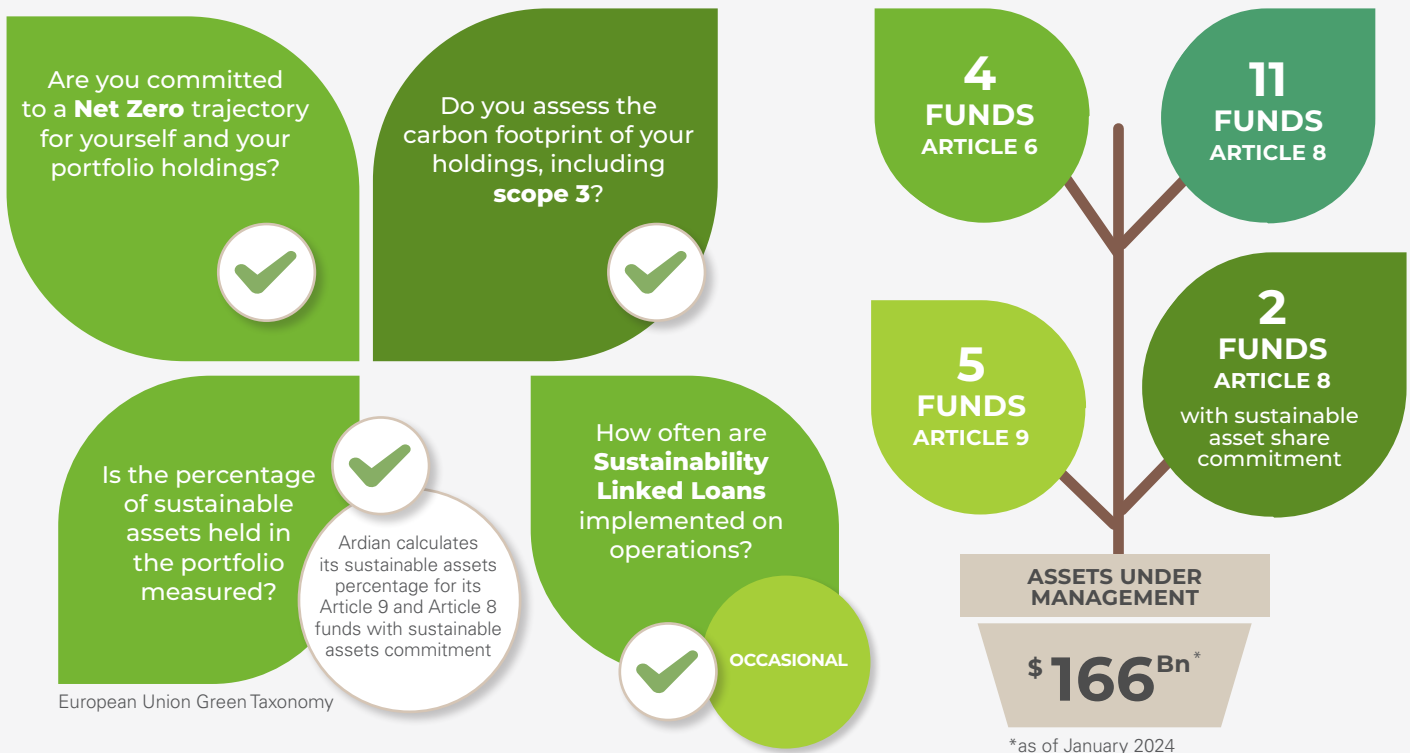 Are you committed
to a Net Zero trajectory
for yourself and your
portfolio holdings?
Do you assess the
carbon footprint of your
holdings, including
scope 3?
Is the percentage
of sustainable
assets held in
the portfolio
measured?
Ardian calculates
its sustainable assets
percentage for its
Article 9 and Article 8
funds with sustainable
assets commitment
European Union Green Taxonomy
How often are
Sustainability
Linked Loans
implemented on
operations?
OCCASIONAL
4
FUNDS
ARTICLE 6
11
FUNDS
ARTICLE 8
5
FUNDS
ARTICLE 9
2
FUNDS
ARTICLE 8
with sustainable
asset share
commitment
ASSETS UNDER
MANAGEMENT
$ 166 Bn*
*as of January 2024